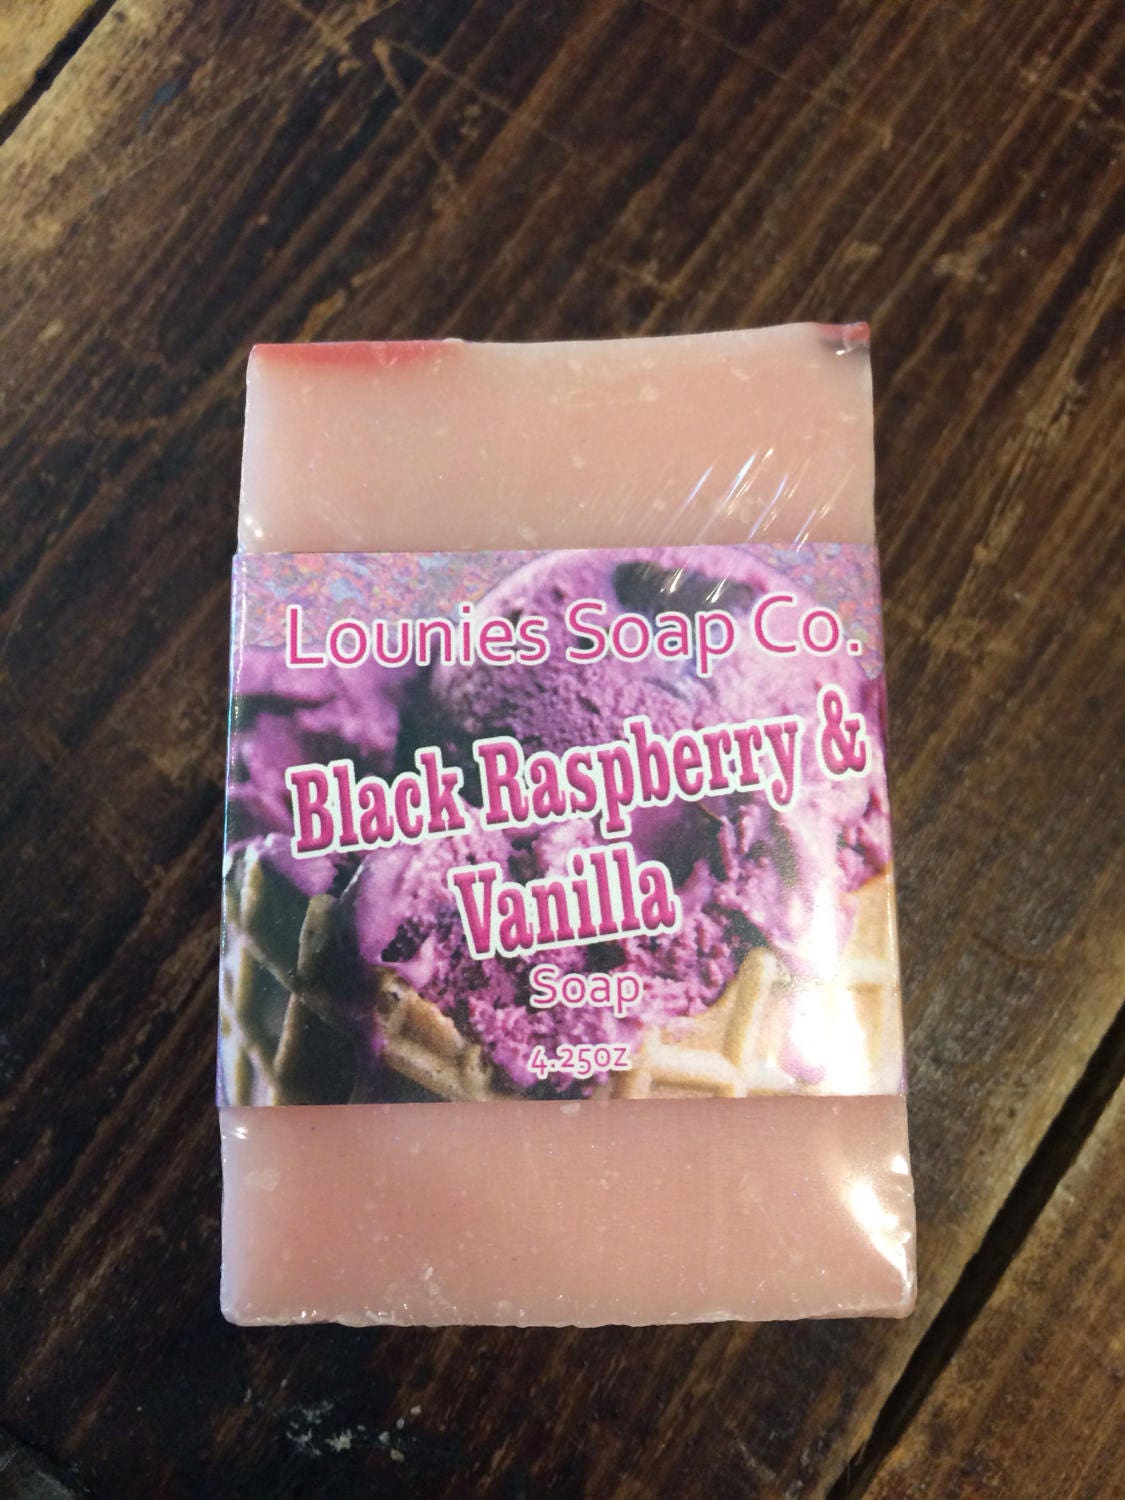 Lounies Soap Co.
Black Raspberry &
Vanilla
Soap
4.25oz